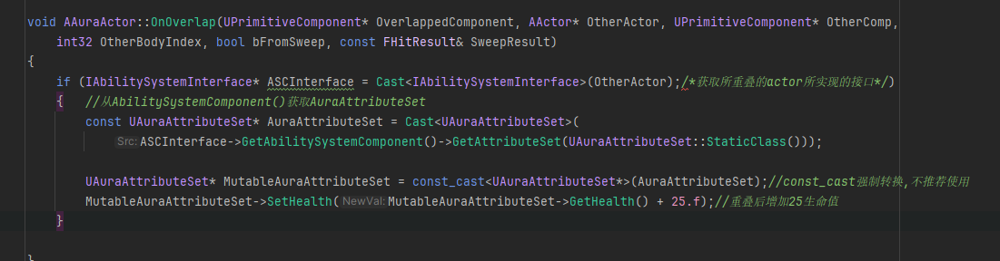 void AAuraActor::OnOverlap(UPrimitiveComponent* OverlappedComponent, AActor* OtherActor, UPrimitiveComponent* OtherComp,
int32 OtherBodyIndex, bool bFromSweep, const FHitResult& SweepResult)
{
if (IAbilitySystemInterface* ASCInterface = Cast<IAbilitySystemInterface>(OtherActor);/*获取所重叠的actor所实现的接口*/)
{ //从AbilitySystemComponent()获取AuraAttributeSet
const UAuraAttributeSet* AuraAttributeSet = Cast<UAuraAttributeSet>(
Src: ASCInterface->GetAbilitySystemComponent()->GetAttributeSet(UAuraAttributeSet::StaticClass()));
UAuraAttributeSet* MutableAuraAttributeSet = const_cast<UAuraAttributeSet*>(AuraAttributeSet);//const_cast强制转换,不推荐使用
MutableAuraAttributeSet->SetHealth( NewVal: MutableAuraAttributeSet->GetHealth() + 25.f);//重叠后增加25生命值
}
}